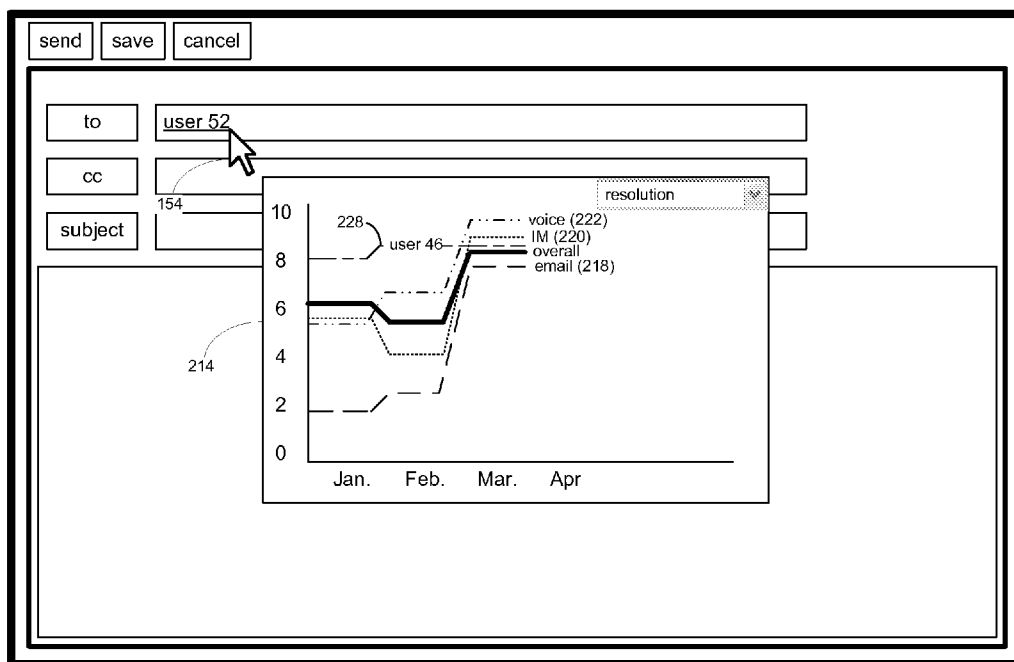 send save cancel
to user 52
cc
154
subject
resolution
10
228
voice (222)
IM (220)
user 46
overall
8
email (218)
6
214
4
2
0
Jan. Feb. Mar. Apr